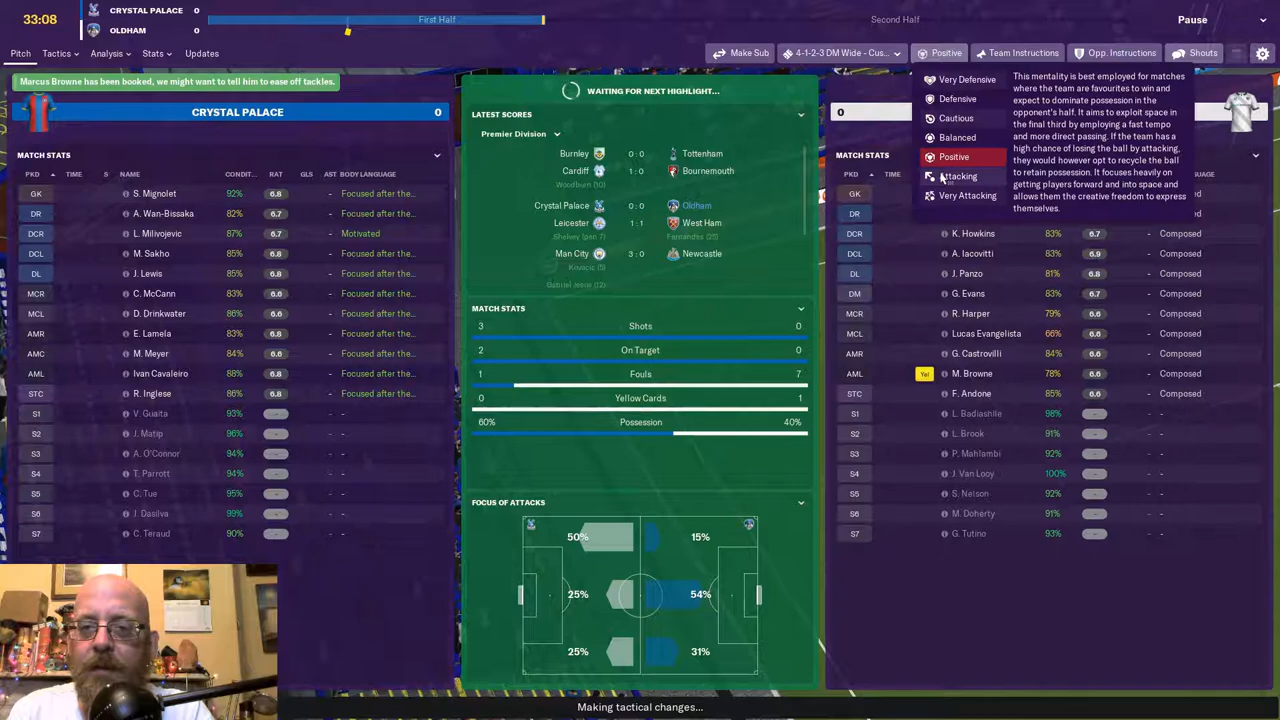 33:08
CRYSTAL PALACE 0
OLDHAM 0
First Half
Second Half
Pause
Pitch Tactics Analysis Stats Updates
Make Sub 4-1-2-3 DM Wide - Cus... Positive Team Instructions Opp. Instructions Shouts
Marcus Browne has been booked, we might want to tell him to ease off tackles.
CRYSTAL PALACE 0
MATCH STATS
PKD TIME S NAME CONDIT... RAT GLS AST BODY LANGUAGE
GK S. Mignolet 92% 6.8 - Focused after the...
DR A. Wan-Bissaka 82% 6.7 - Focused after the...
DCR L. Milivojevic 87% 6.7 - Motivated
DCL M. Sakho 85% 6.8 - Focused after the...
DL J. Lewis 85% 6.8 - Focused after the...
MCR C. McCann 83% 6.6 - Focused after the...
MCL D. Drinkwater 86% 6.6 - Focused after the...
AMR E. Lamela 83% 6.8 - Focused after the...
AMC M. Meyer 84% 6.6 - Focused after the...
AML Ivan Cavaleiro 88% 6.8 - Focused after the...
STC R. Inglese 86% 6.8 - Focused after the...
S1 V. Guaita 93% - - -
S2 J. Matip 96% - - -
S3 A. O'Connor 94% - - -
S4 T. Parrott 94% - - -
S5 C. Tue 95% - - -
S6 J. Dasilva 99% - - -
S7 C. Teraud 90% - - -
WAITING FOR NEXT HIGHLIGHT...
LATEST SCORES
Premier Division
Burnley 0 : 0 Tottenham
Cardiff 1 : 0 Bournemouth
Woodburn (10)
Crystal Palace 0 : 0 Oldham
Leicester 1 : 1 West Ham
Shelvey (pen 7) Fernandes (25)
Man City 3 : 0 Newcastle
Kovacic (5)
Gabriel Jesus (12)
MATCH STATS
3 Shots 0
2 On Target 0
1 Fouls 7
0 Yellow Cards 1
60% Possession 40%
FOCUS OF ATTACKS
50% 15%
25% 54%
25% 31%
0
MATCH STATS
PKD TIME
Very Defensive
Defensive
Cautious
Balanced
Positive
Attacking
Very Attacking
This mentality is best employed for matches
where the team are favourites to win and
expect to dominate possession in the
opponent's half. It aims to exploit space in
the final third by employing a fast tempo
and more direct passing. If the team has a
high chance of losing the ball by attacking,
they would however opt to recycle the ball
to retain possession. It focuses heavily on
getting players forward and into space and
allows them the creative freedom to express
themselves.
GK
DR
DCR K. Howkins 83% 6.7 - Composed
DCL A. Iacovitti 83% 6.9 - Composed
DL J. Panzo 81% 6.8 - Composed
DM G. Evans 83% 6.7 - Composed
MCR R. Harper 79% 6.6 - Composed
MCL Lucas Evangelista 66% 6.6 - Composed
AMR G. Castrovilli 84% 6.6 - Composed
AML Yel M. Browne 78% 6.6 - Composed
STC F. Andone 85% 6.6 - Composed
S1 L. Badiashile 98% - - -
S2 L. Brook 91% - - -
S3 P. Mahlambi 92% - - -
S4 J. Van Looy 100% - - -
S5 S. Nelson 92% - - -
S6 M. Doherty 91% - - -
S7 G. Tutino 93% - - -
Making tactical changes...